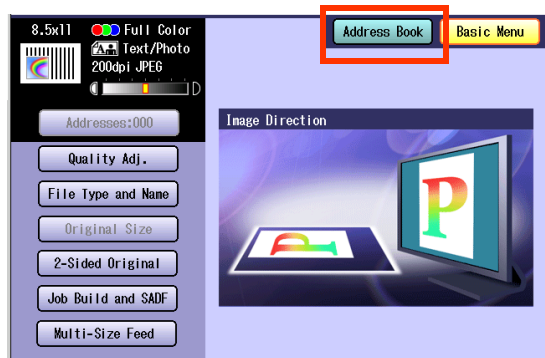 8.5x11 Full Color
A Text/Photo
200dpi JPEG
D
Address Book
Basic Menu
Addresses:000
Quality Adj.
File Type and Name
Original Size
2-Sided Original
Job Build and SADF
Multi-Size Feed
Image Direction
P
P